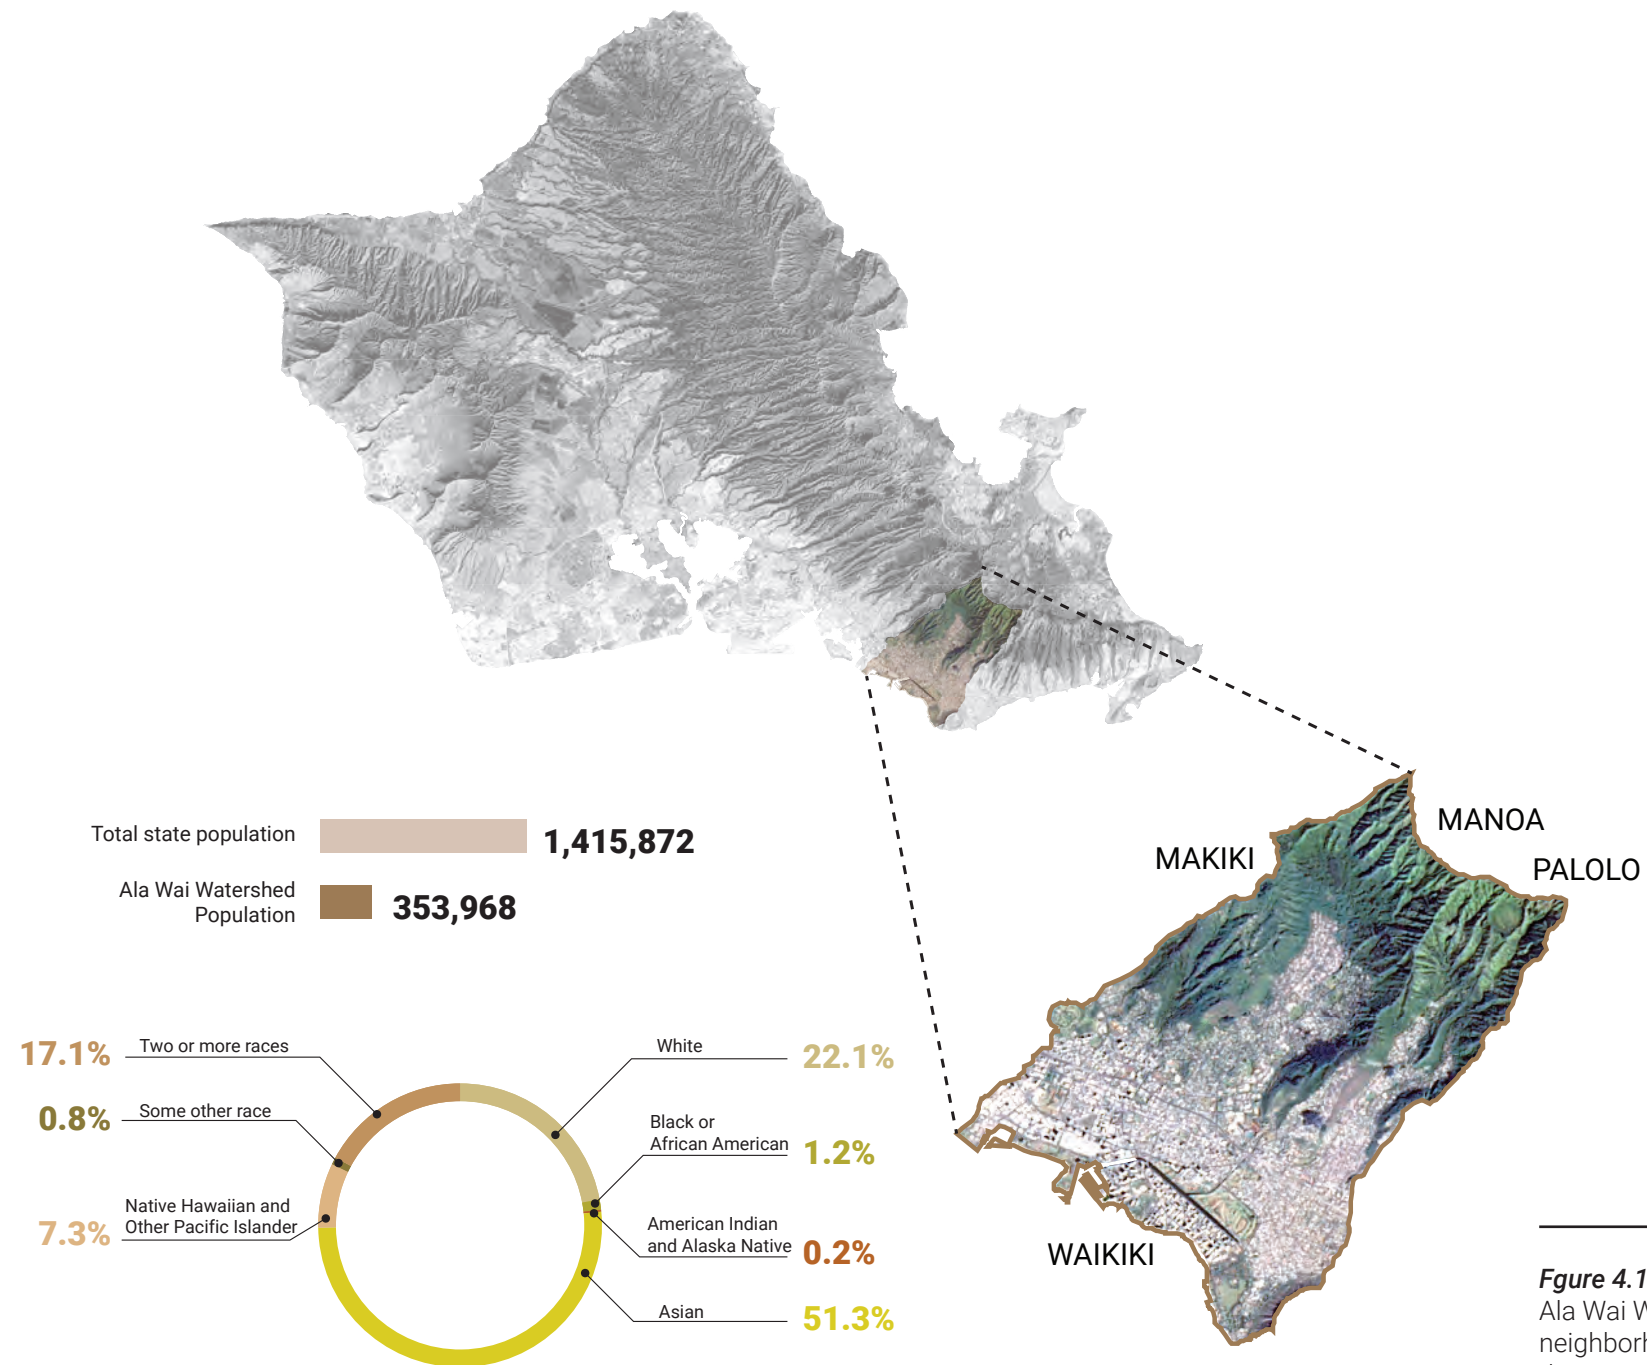 MANOA
MAKIKI
PALOLO
WAIKIKI
Total state population
1,415,872
Ala Wai Watershed
Population
353,968
17.1%
Two or more races
0.8%
Some other race
7.3%
Native Hawaiian and
Other Pacific Islander
White
22.1%
Black or
African American
1.2%
American Indian
and Alaska Native
0.2%
Asian
51.3%
Fgure 4.1
Ala Wai W
neighborh